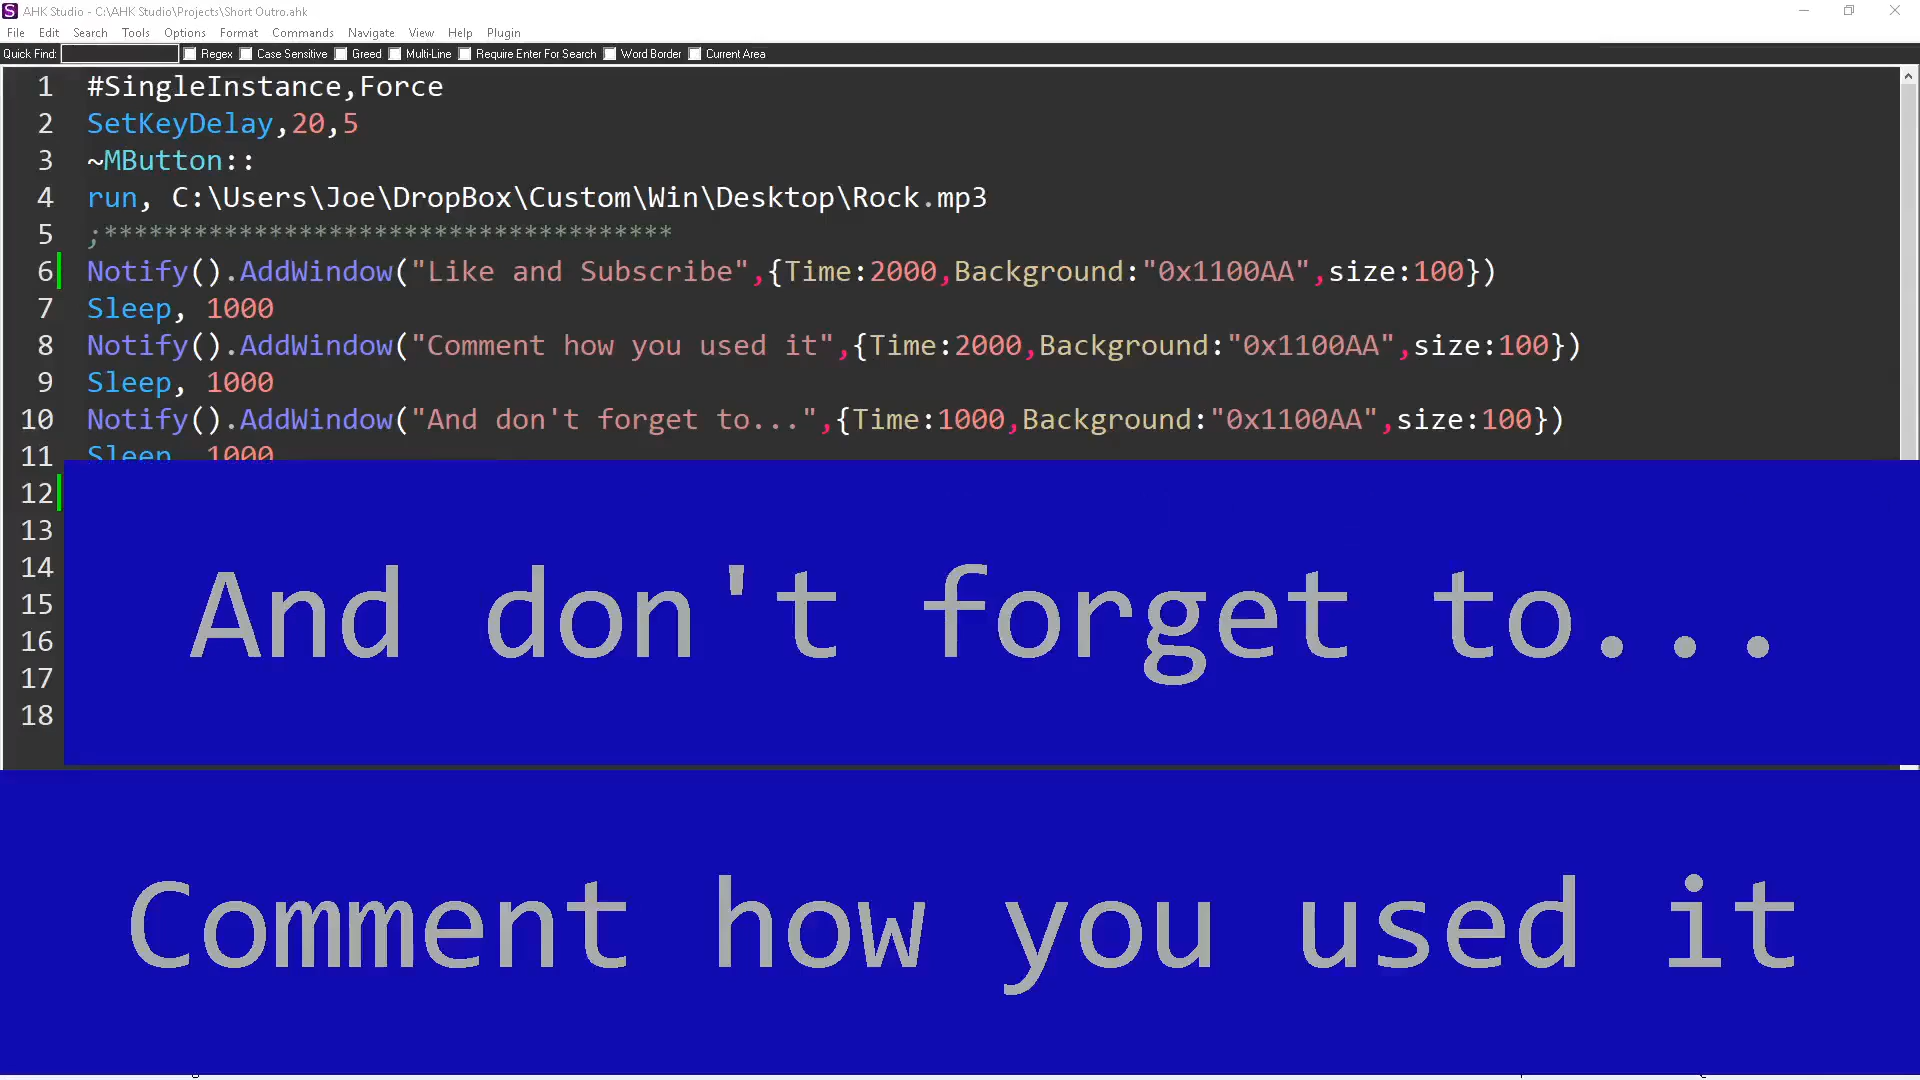 AHK Studio - C:\AHK Studio\Projects\Short Outro.ahk
File Edit Search Tools Options Format Commands Navigate View Help Plugin
Quick Find: Regex Case Sensitive Greed Multi-Line Require Enter For Search Word Border Current Area
1 #SingleInstance,Force
2 SetKeyDelay,20,5
3 ~MButton::
4 run, C:\Users\Joe\DropBox\Custom\Win\Desktop\Rock.mp3
5 ;**********************************
6 Notify().AddWindow("Like and Subscribe",{Time:2000,Background:"0x1100AA",size:100})
7 Sleep, 1000
8 Notify().AddWindow("Comment how you used it",{Time:2000,Background:"0x1100AA",size:100})
9 Sleep, 1000
10 Notify().AddWindow("And don't forget to...",{Time:1000,Background:"0x1100AA",size:100})
11 Sleep, 1000
12
13
14
15
16
17
18
And don't forget to...
Comment how you used it